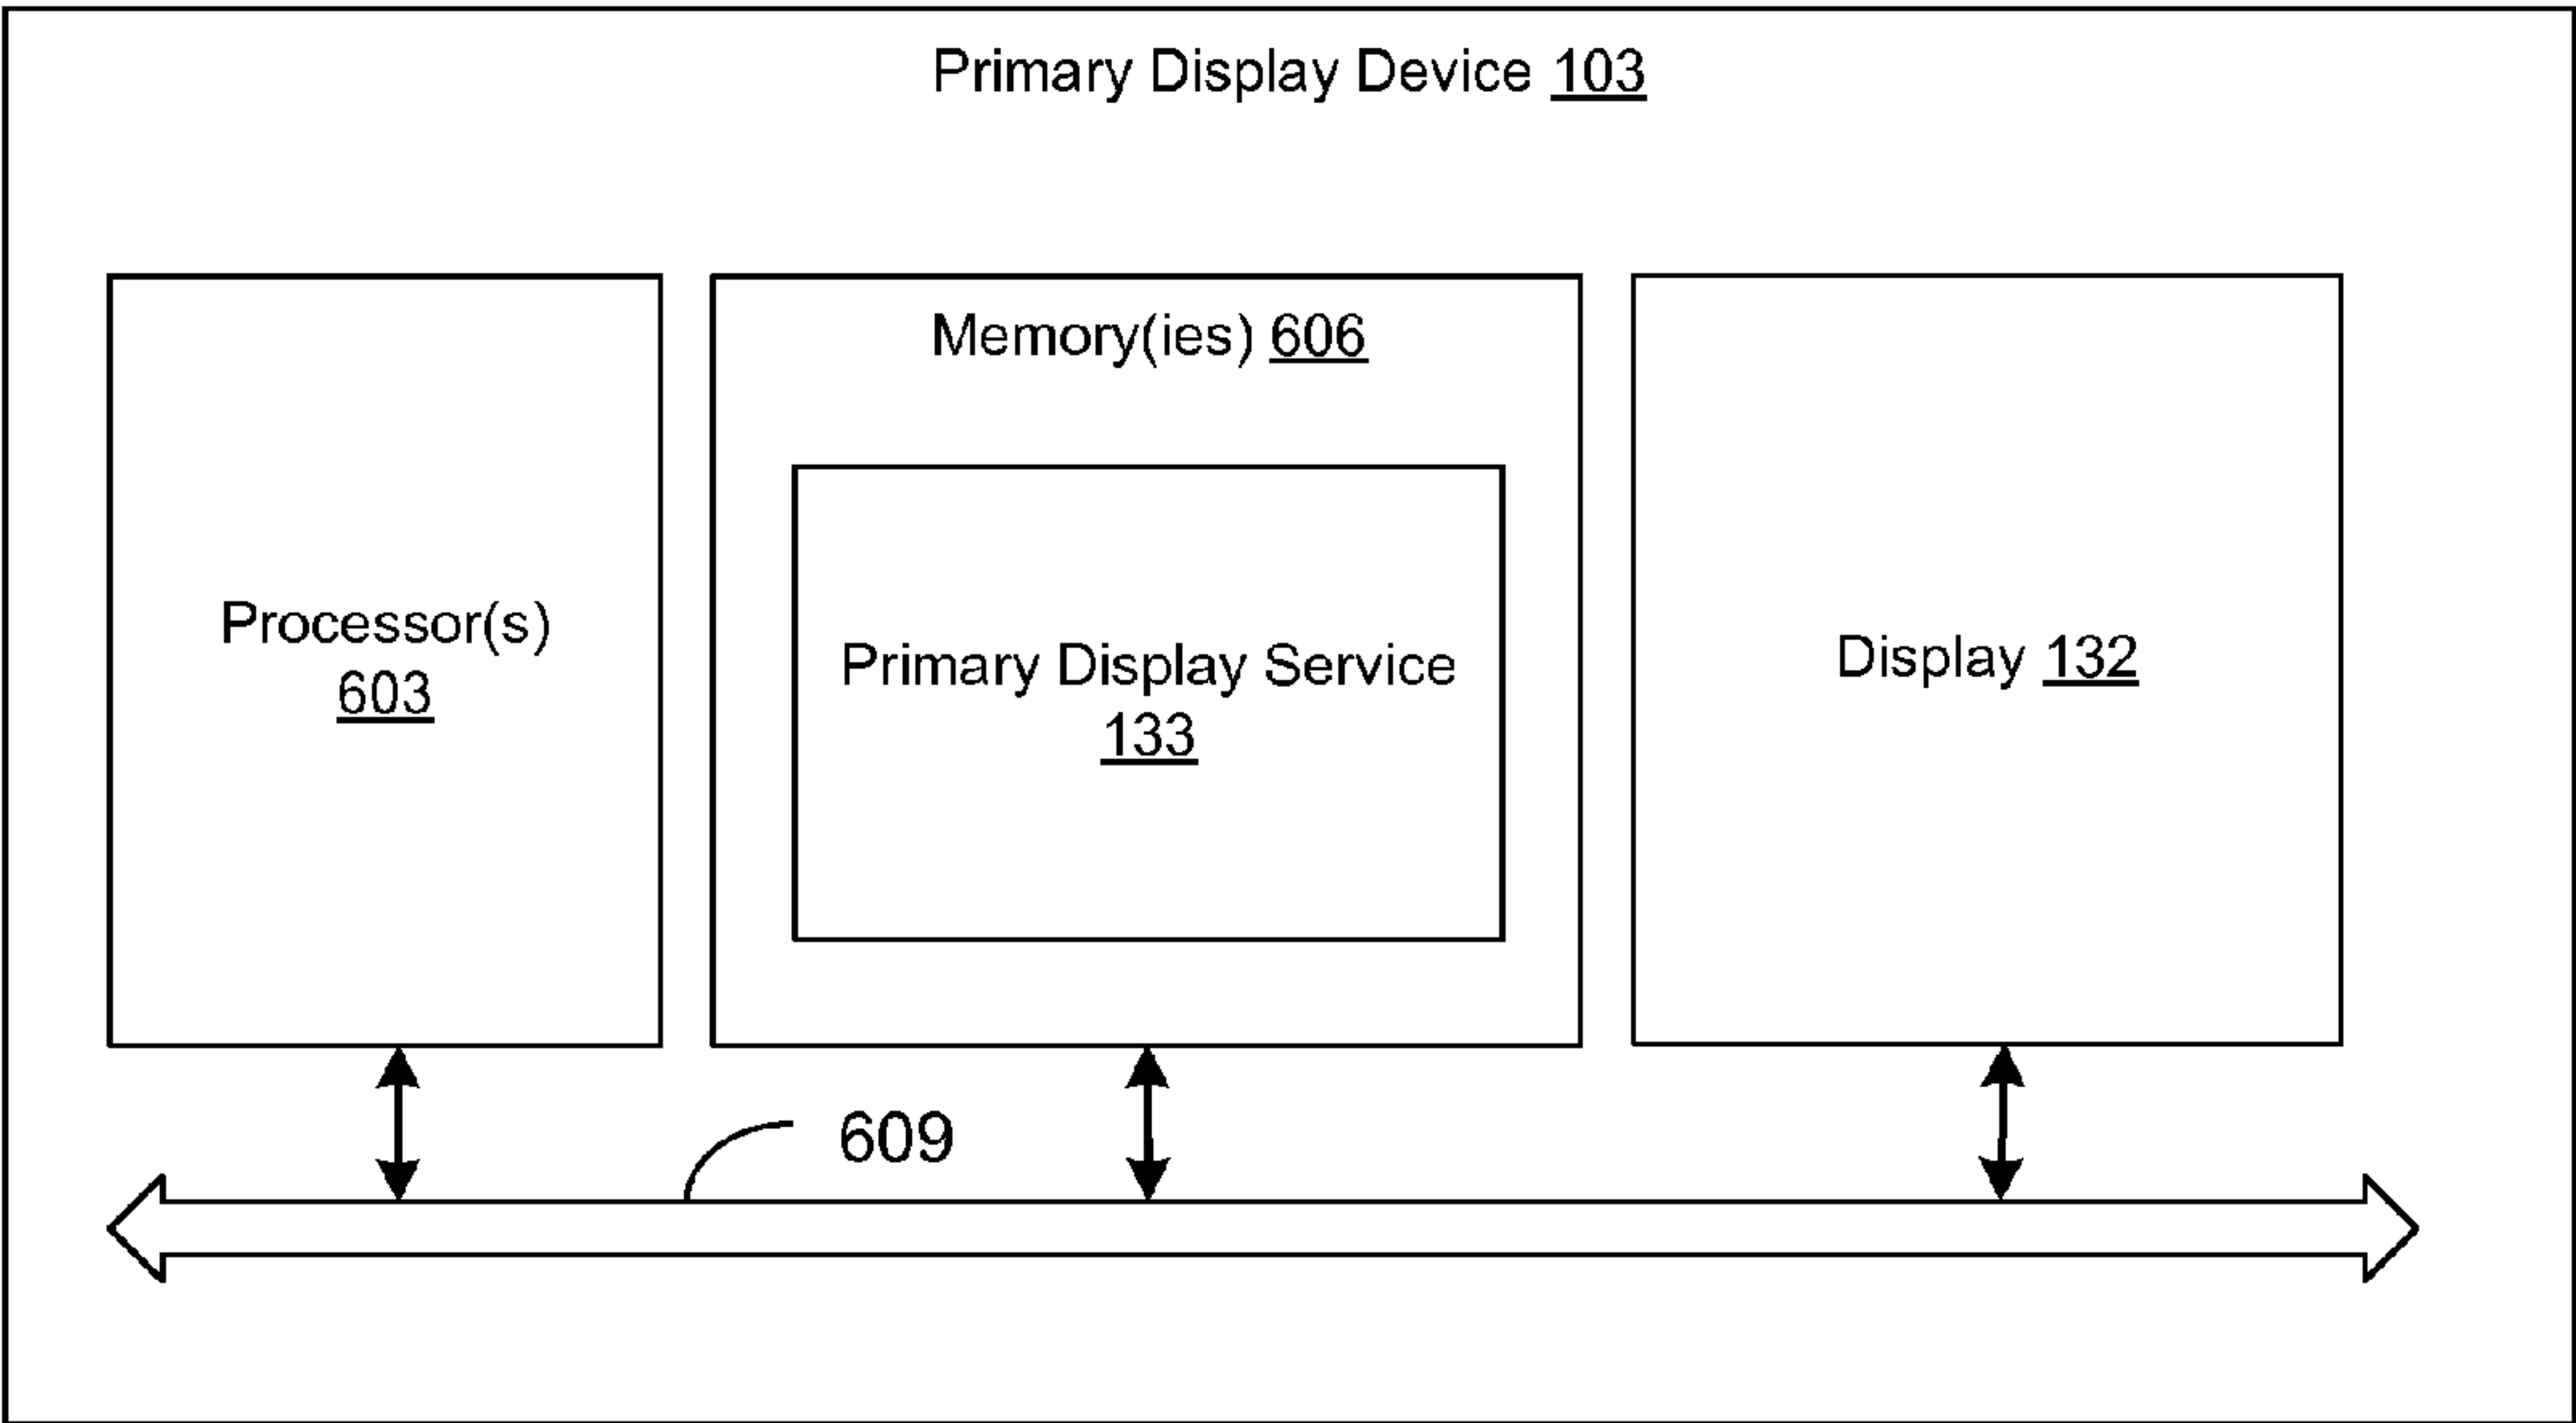 Primary Display Device 103
Processor(s)
603
Memory(ies) 606
Primary Display Service
133
Display 132
609